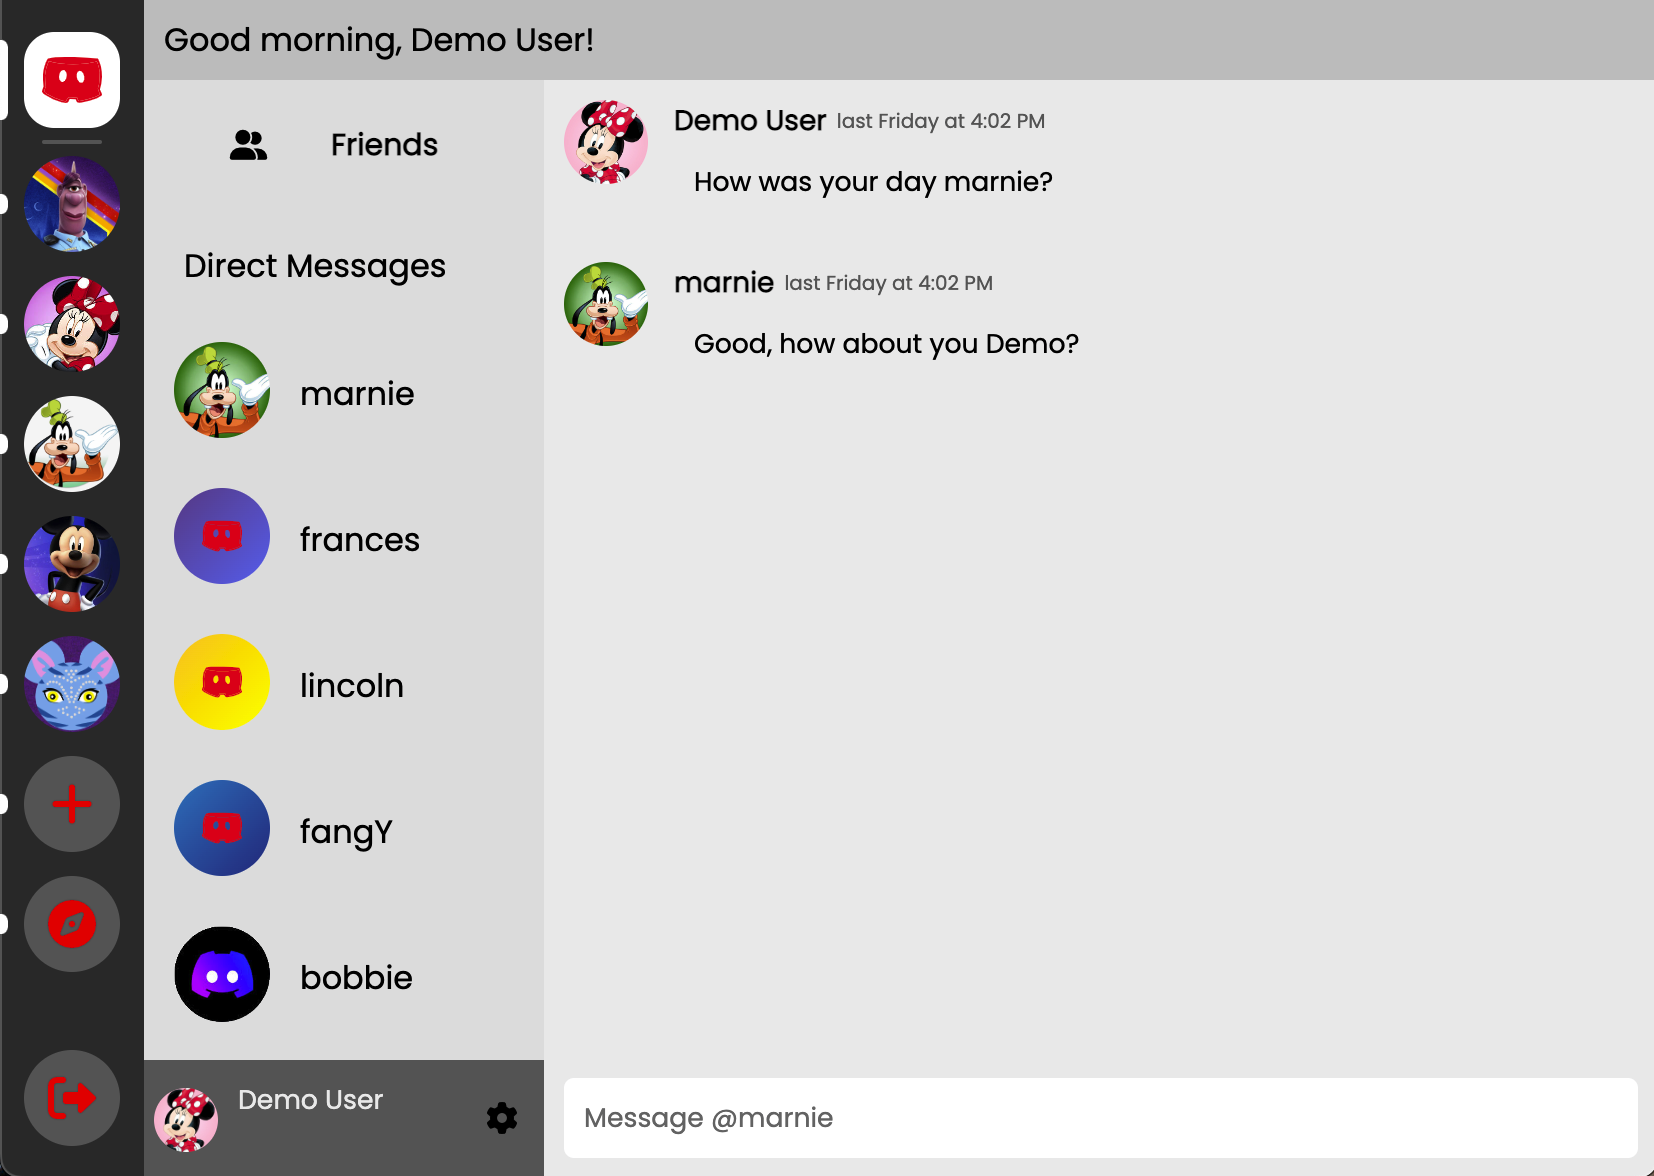 Good morning, Demo User!
Friends
Direct Messages
marnie
frances
lincoln
fangY
bobbie
Demo User
Demo User last Friday at 4:02 PM
How was your day marnie?
marnie last Friday at 4:02 PM
Good, how about you Demo?
Message @marnie